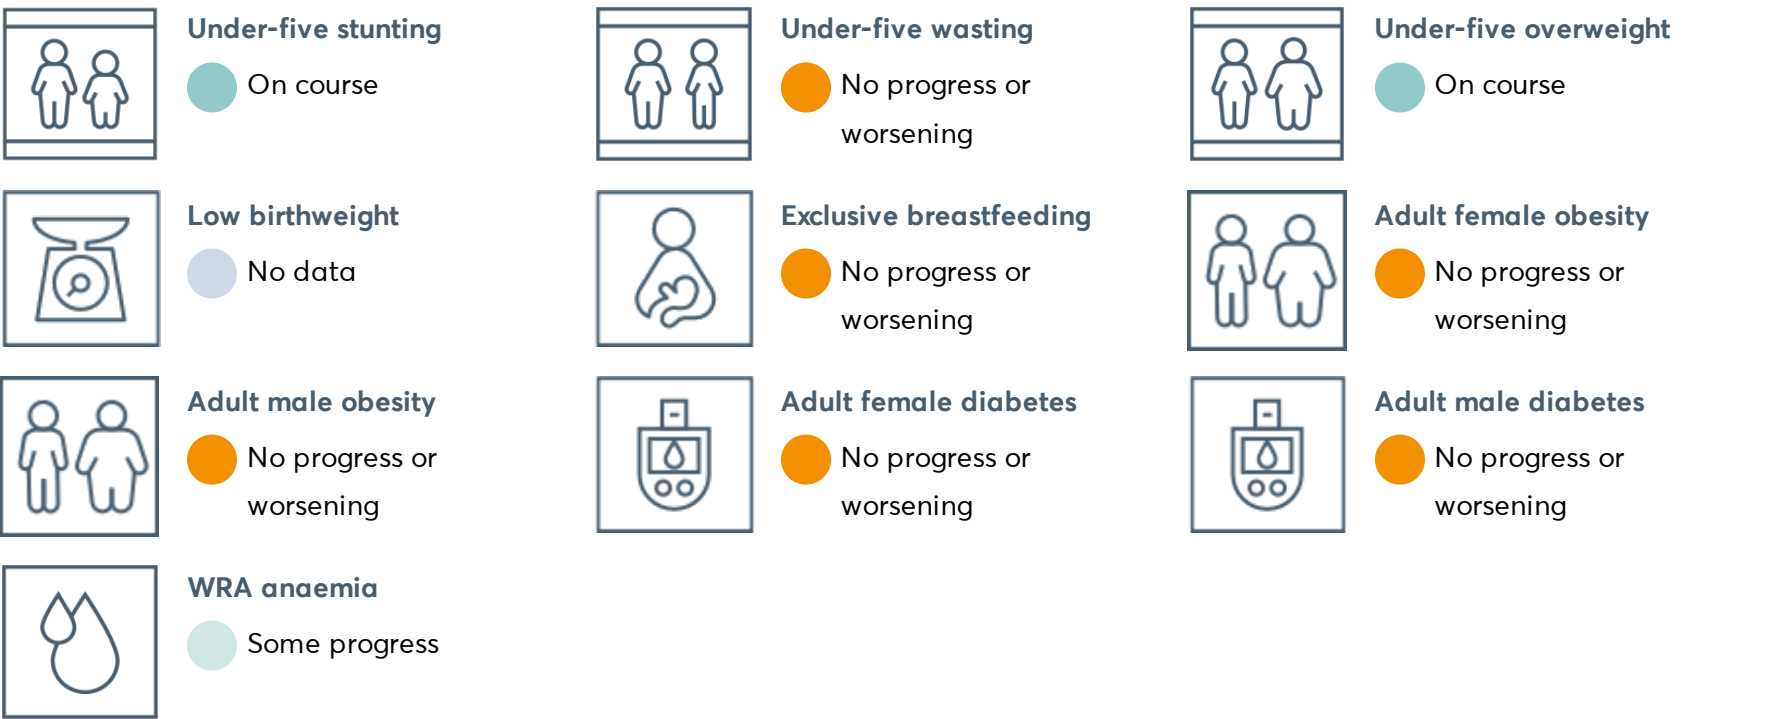 Under-five stunting
On course
Under-five wasting
No progress or
worsening
Under-five overweight
On course
Low birthweight
No data
Exclusive breastfeeding
No progress or
worsening
Adult female obesity
No progress or
worsening
Adult male obesity
No progress or
worsening
Adult female diabetes
No progress or
worsening
Adult male diabetes
No progress or
worsening
WRA anaemia
Some progress